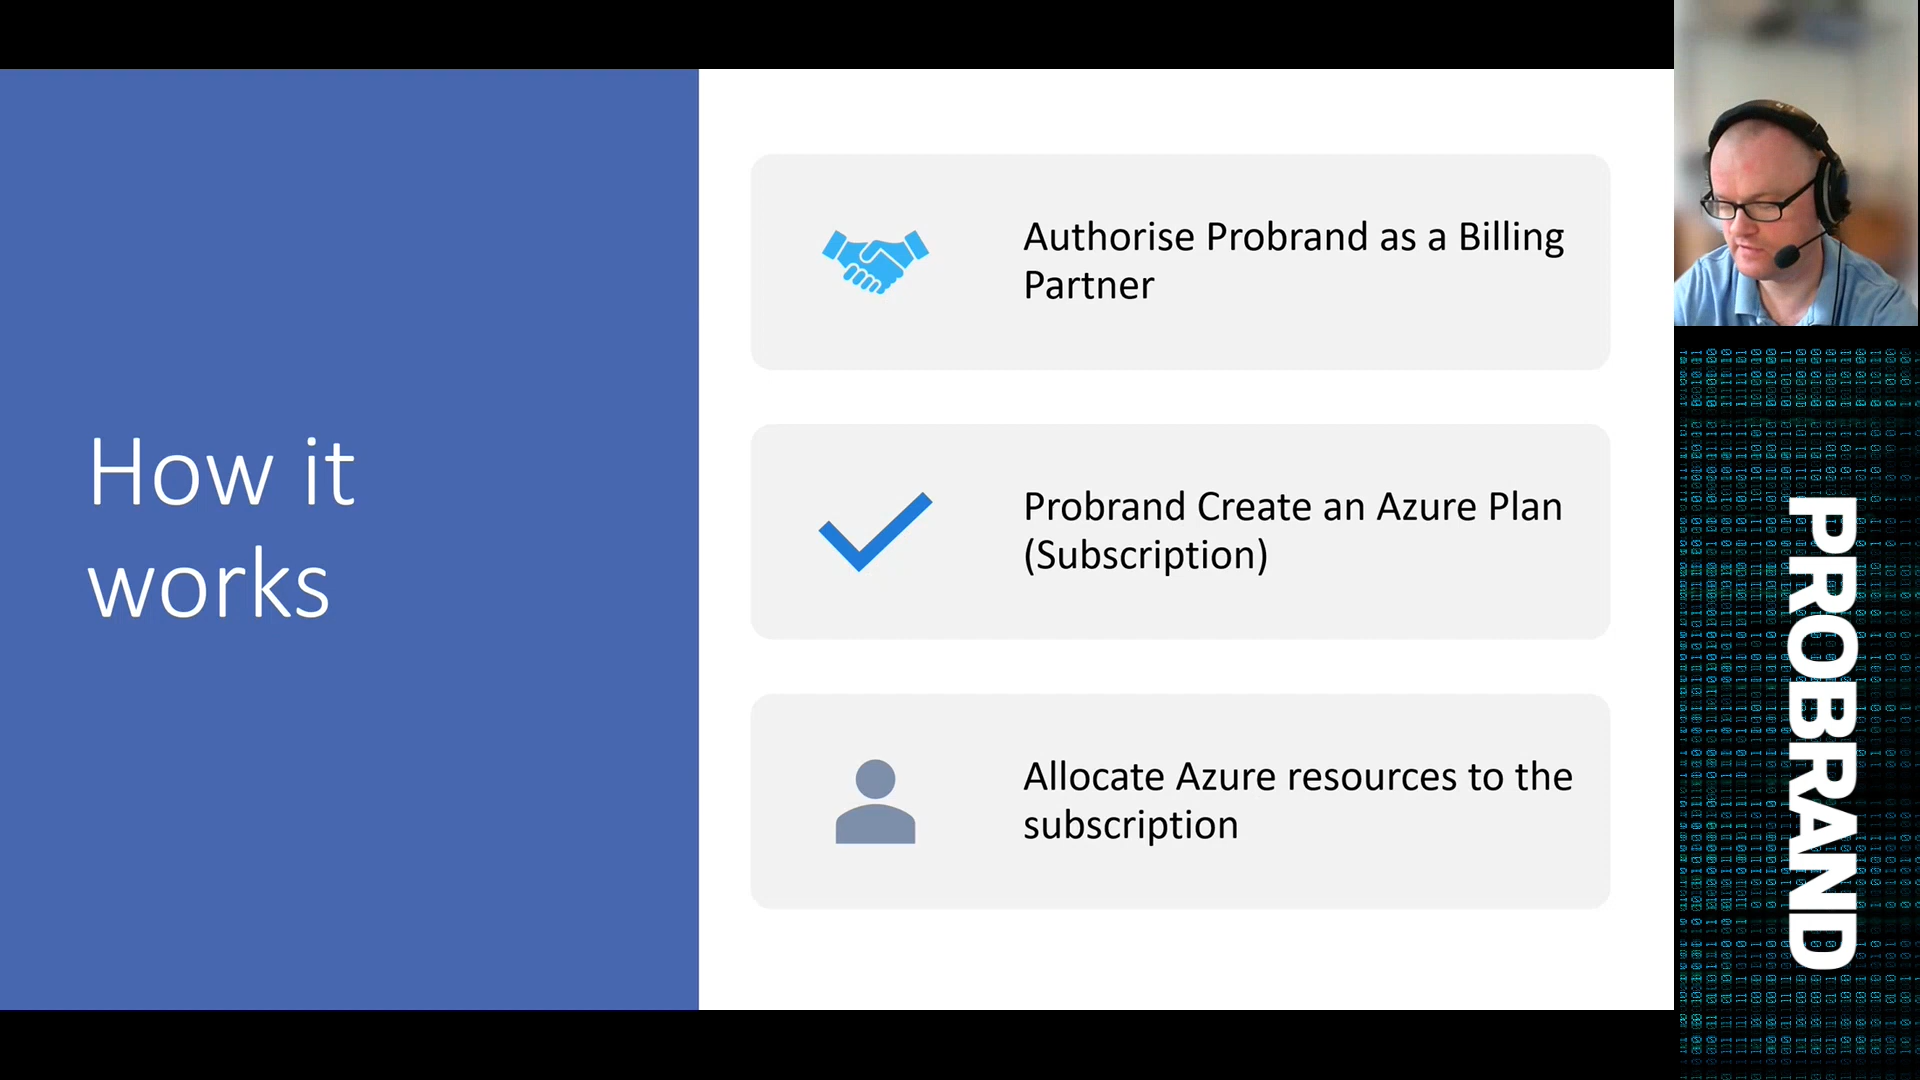 How it
works
Authorise Probrand as a Billing
Partner
Probrand Create an Azure Plan
(Subscription)
Allocate Azure resources to the
subscription
PROBRAND